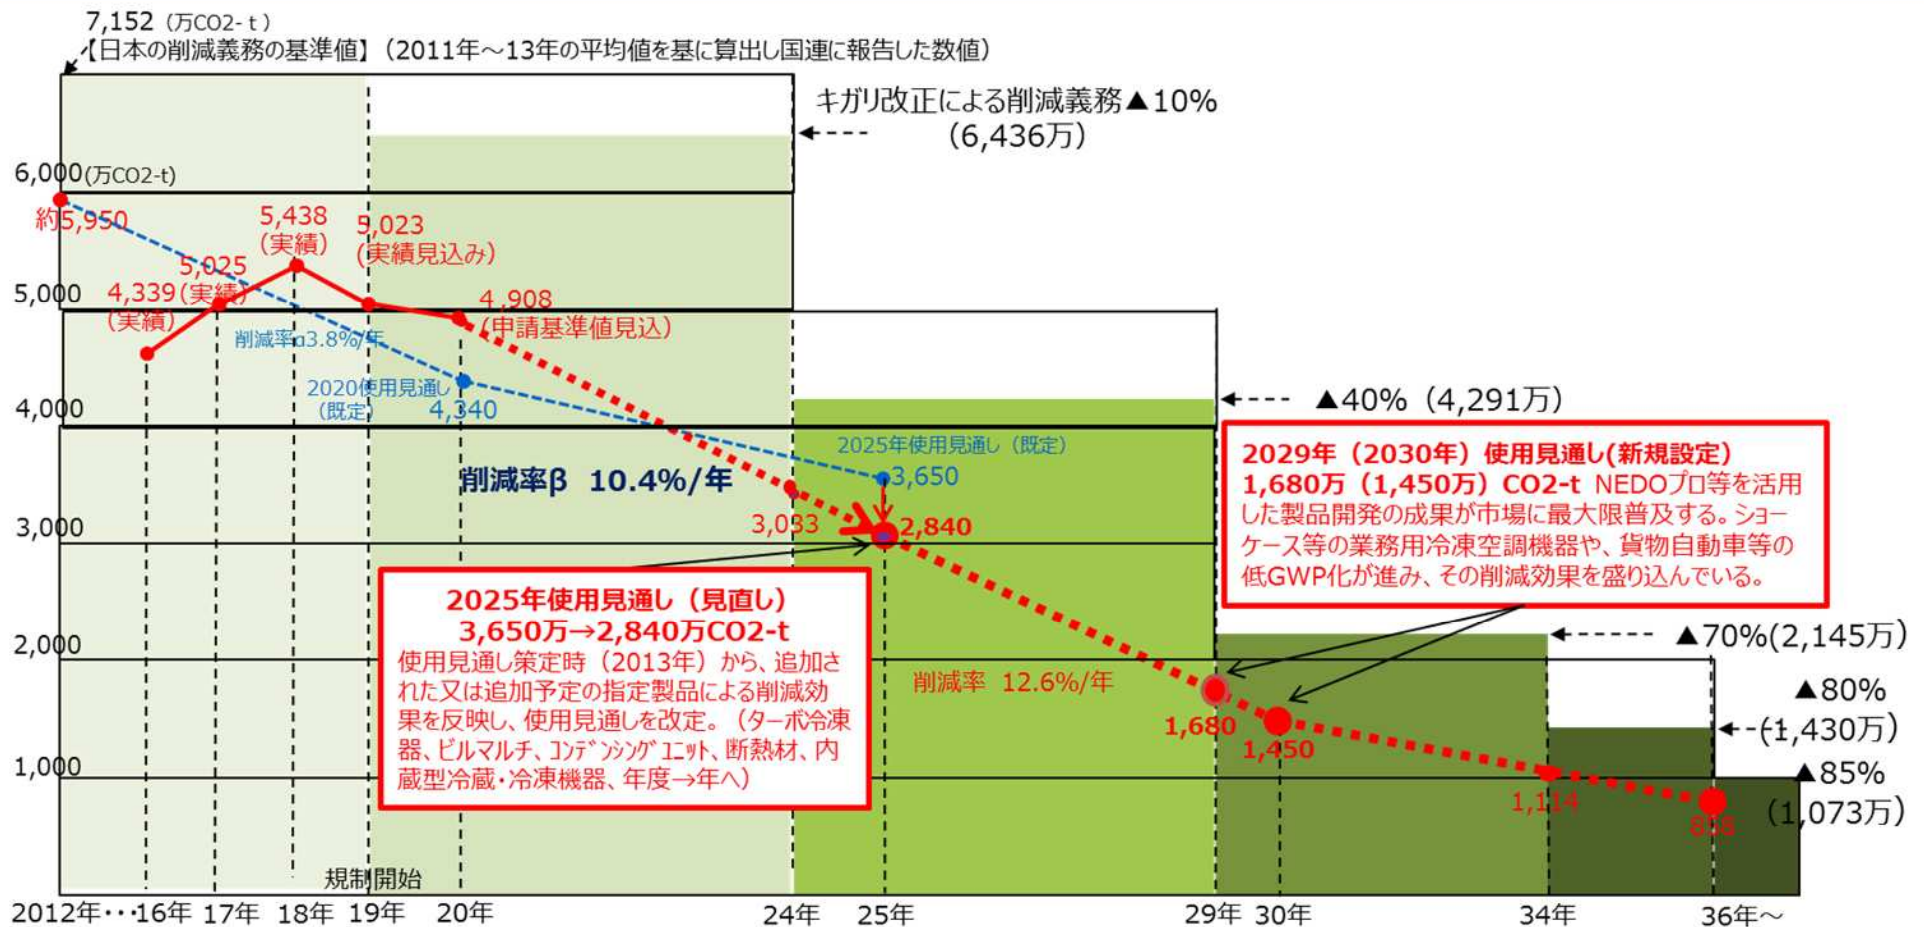 7,152 (万CO2-ｔ)
【日本の削減義務の基準値】（2011年～13年の平均値を基に算出し国連に報告した数値）
キガリ改正による削減義務▲10%
（6,436万）
6,000(万CO2-t)
約5,950
5,438
（実績）
5,023
(実績見込み）
5,025
（実績）
4,339
（実績）
5,000
4,908
（申請基準値見込）
削減率α3.8%/年
2020使用見通し
（既定）
4,340
4,000
▲40%（4,291万）
2025年使用見通し（既定）
3,650
削減率β 10.4%/年
2029年（2030年）使用見通し(新規設定)
1,680万（1,450万）CO2-t NEDOプロ等を活用
した製品開発の成果が市場に最大限普及する。ショー
ケース等の業務用冷凍空調機器や、貨物自動車等の
低GWP化が進み、その削減効果を盛り込んでいる。
3,033
2,840
3,000
2025年使用見通し（見直し）
3,650万→2,840万CO2-t
使用見通し策定時（2013年）から、追加さ
れた又は追加予定の指定製品による削減効
果を反映し、使用見通しを改定。（ターボ冷凍
器、ビルマルチ、ｺﾝﾃﾞﾝｼﾝｸﾞﾕﾆｯﾄ、断熱材、内
蔵型冷蔵・冷凍機器、年度→年へ）
2,000
▲70%(2,145万)
削減率 12.6%/年
1,680
1,450
▲80%
(1,430万)
1,000
▲85%
(1,073万)
1,114
858
規制開始
2012年・・・16年 17年 18年 19年 20年 24年 25年 29年 30年 34年 36年～